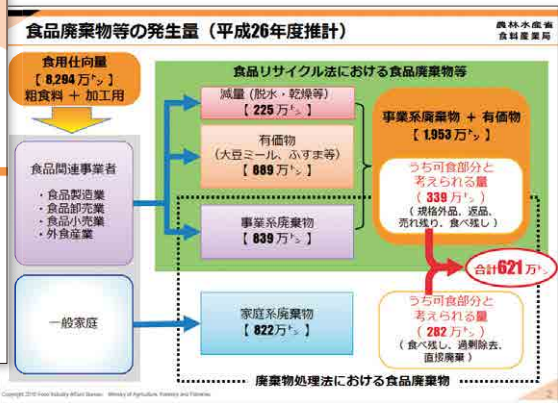 食品廃棄物等の発生量（平成26年度推計）
農林水産省
食料産業局
食用仕向量
【 8,294万㌧ 】
粗食料 ＋ 加工用
食品関連事業者
・食品製造業
・食品卸売業
・食品小売業
・外食産業
一般家庭
食品リサイクル法における食品廃棄物等
減量（脱水・乾燥等）
【 225万㌧ 】
有価物
（大豆ミール、ふすま等）
【 889万㌧ 】
事業系廃棄物
【 839万㌧ 】
家庭系廃棄物
【 822万㌧ 】
事業系廃棄物 ＋ 有価物
【 1,953万㌧ 】
うち可食部分と
考えられる量
（ 339万㌧ ）
（ 規格外品、返品、
売れ残り、食べ残し ）
合計621万㌧
うち可食部分と
考えられる量
（ 282万㌧ ）
（ 食べ残し、過剰除去、
直接廃棄 ）
廃棄物処理法における食品廃棄物
Food Industry Affairs Bureau Ministry of Agriculture, Forestry and Fisheries
2